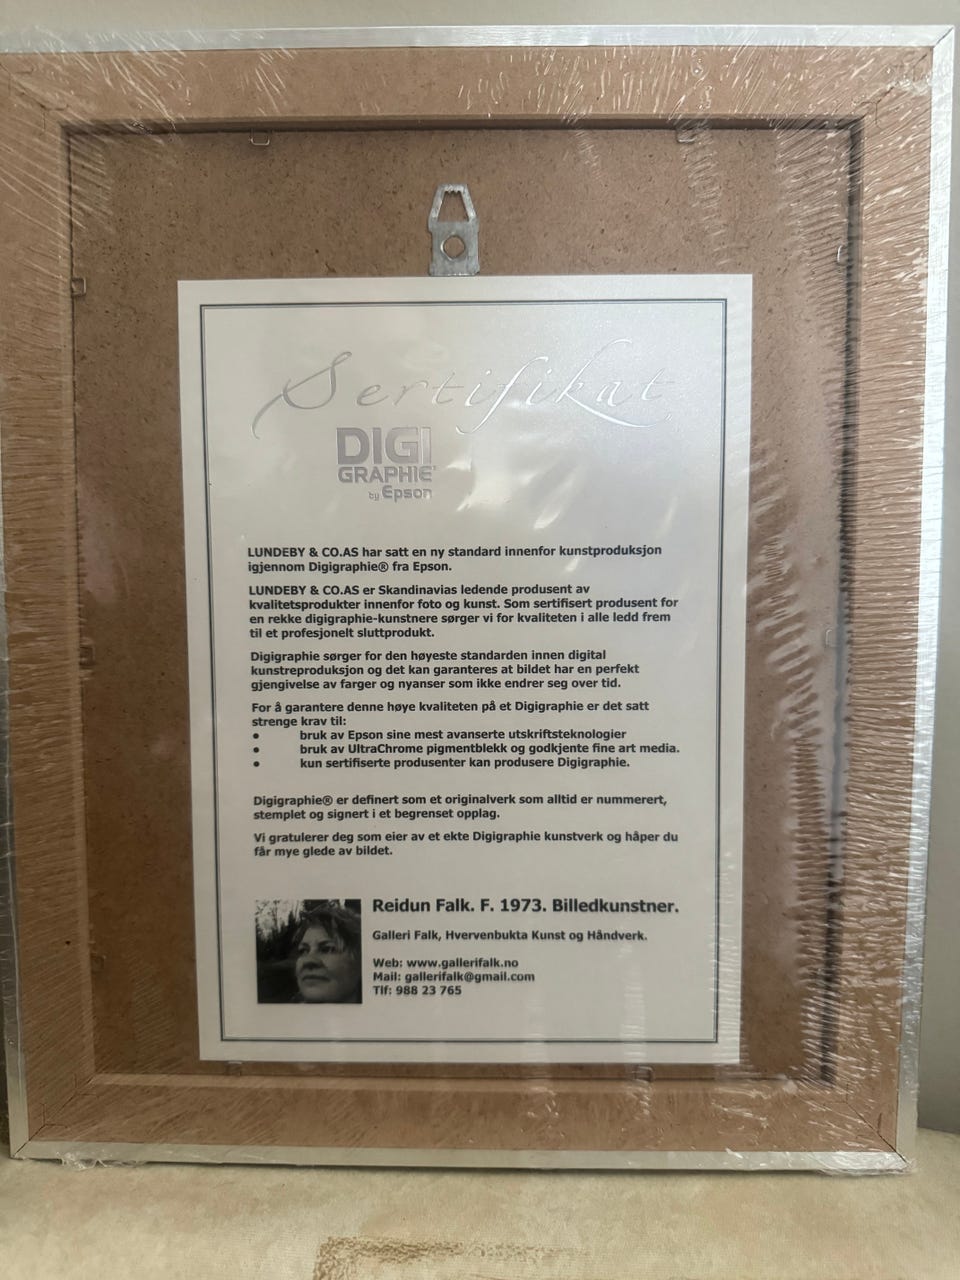 Sertifikat
DIGI
GRAPHIE®
by Epson
LUNDEBY & CO.AS har satt en ny standard innenfor kunstproduksjon
igjennom Digigraphie® fra Epson.
LUNDEBY & CO.AS er Skandinavias ledende produsent av
kvalitetsprodukter innenfor foto og kunst. Som sertifisert produsent for
en rekke digigraphie-kunstnere sørger vi for kvaliteten i alle ledd frem
til et profesjonelt sluttprodukt.
Digigraphie sørger for den høyeste standarden innen digital
kunstreproduksjon og det kan garanteres at bildet har en perfekt
gjengivelse av farger og nyanser som ikke endrer seg over tid.
For å garantere denne høye kvaliteten på et Digigraphie er det satt
strenge krav til:
• bruk av Epson sine mest avanserte utskriftsteknologier
• bruk av UltraChrome pigmentblekk og godkjente fine art media.
• kun sertifiserte produsenter kan produsere Digigraphie.
Digigraphie® er definert som et originalverk som alltid er nummerert,
stemplet og signert i et begrenset opplag.
Vi gratulerer deg som eier av et ekte Digigraphie kunstverk og håper du
får mye glede av bildet.
Reidun Falk. F. 1973. Billedkunstner.
Galleri Falk, Hvervenbukta Kunst og Håndverk.
Web: www.gallerifalk.no
Mail: gallerifalk@gmail.com
Tlf: 988 23 765